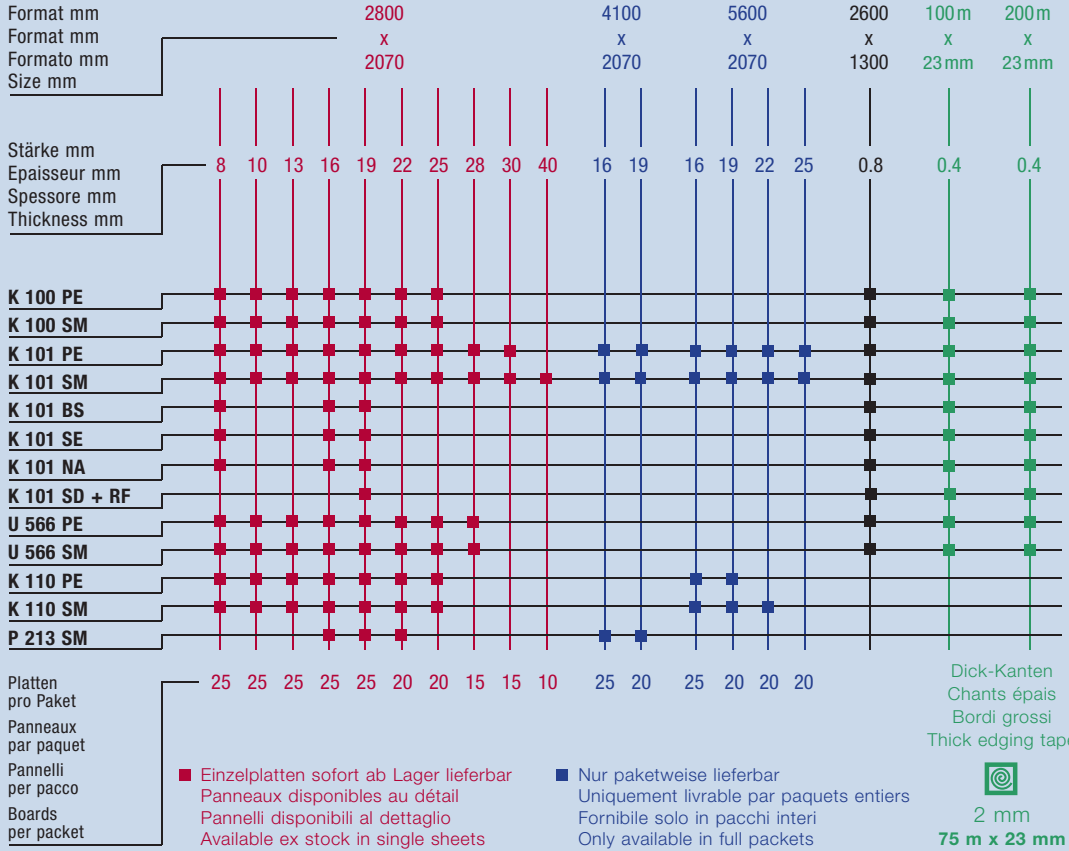 Format mm 2800 4100 5600 2600 100 m 200 m
Format mm x x x x x x
Formato mm 2070 2070 2070 1300 23 mm 23 mm
Size mm
Stärke mm
Epaisseur mm 8 10 13 16 19 22 25 28 30 40 16 19 16 19 22 25 0.8 0.4 0.4
Spessore mm
Thickness mm
K 100 PE
K 100 SM
K 101 PE
K 101 SM
K 101 BS
K 101 SE
K 101 NA
K 101 SD + RF
U 566 PE
U 566 SM
K 110 PE
K 110 SM
P 213 SM
Platten 25 25 25 25 25 20 20 15 15 10 25 20 25 20 20 20
pro Paket
Panneaux
par paquet
Pannelli
per pacco
Boards
per packet
Einzelplatten sofort ab Lager lieferbar
Panneaux disponibles au détail
Pannelli disponibili al dettaglio
Available ex stock in single sheets
Nur paketweise lieferbar
Uniquement livrable par paquets entiers
Fornibile solo in pacchi interi
Only available in full packets
Dick-Kanten
Chants épais
Bordi grossi
Thick edging tape
2 mm
75 m x 23 mm